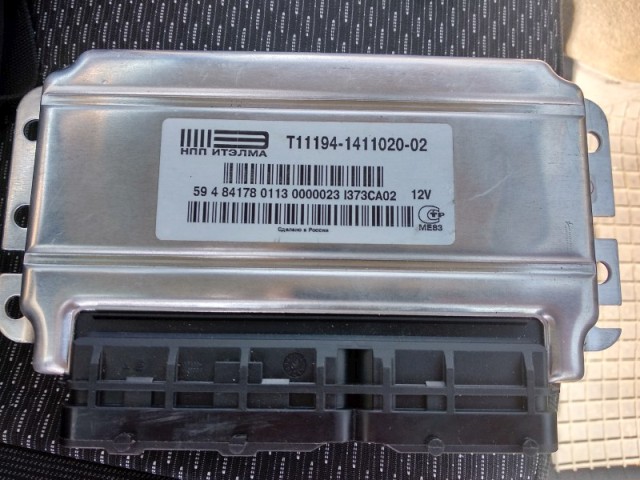 НПП ИТЭЛМА
T11194-1411020-02
59 4 84178 0113 0000023 I373CA02 12V
Сделано в России
ME83